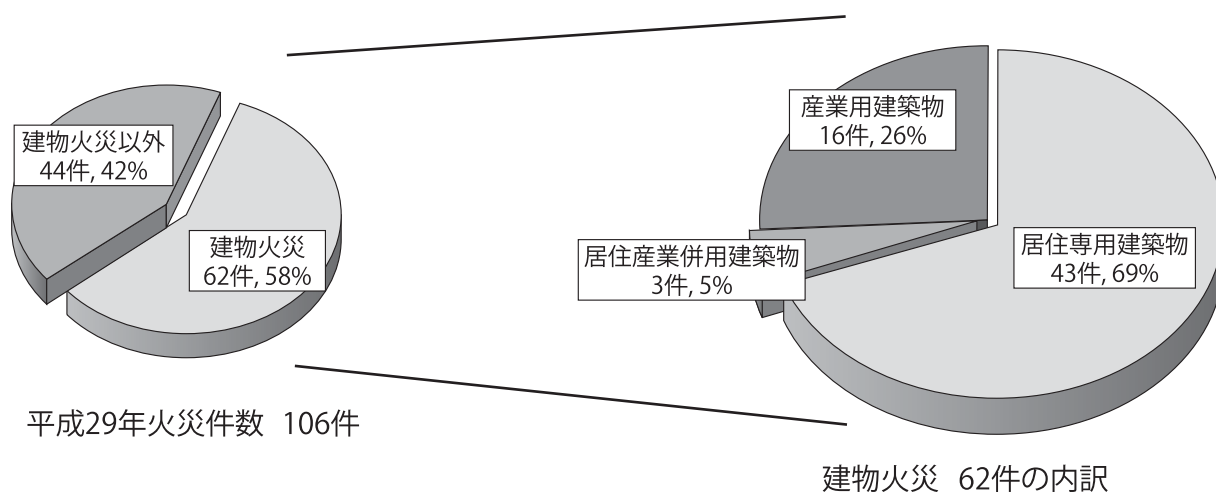 建物火災以外
44件, 42%
建物火災
62件, 58%
平成29年火災件数 106件
産業用建築物
16件, 26%
居住産業併用建築物
3件, 5%
居住専用建築物
43件, 69%
建物火災 62件の内訳